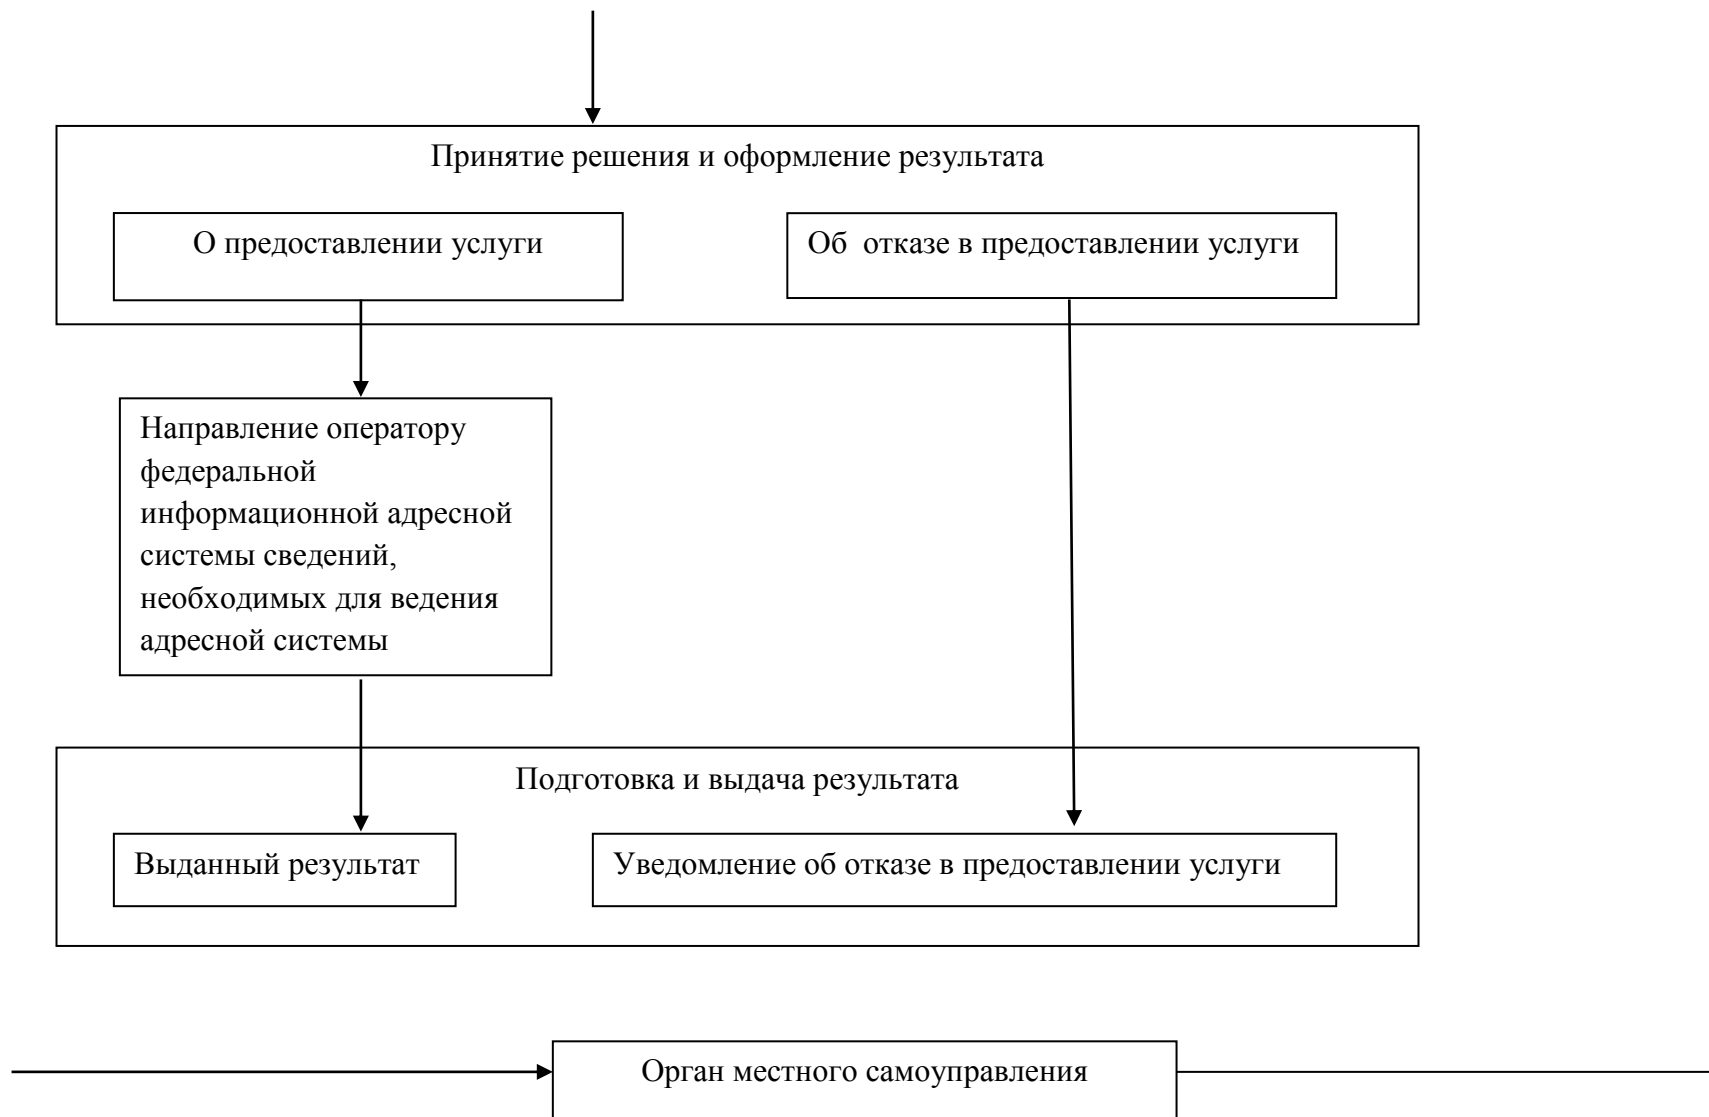 Принятие решения и оформление результата
О предоставлении услуги
Об  отказе в предоставлении услуги
Направление оператору
федеральной
информационной адресной
системы сведений,
необходимых для ведения
адресной системы
Подготовка и выдача результата
Выданный результат
Уведомление об отказе в предоставлении услуги
Орган местного самоуправления